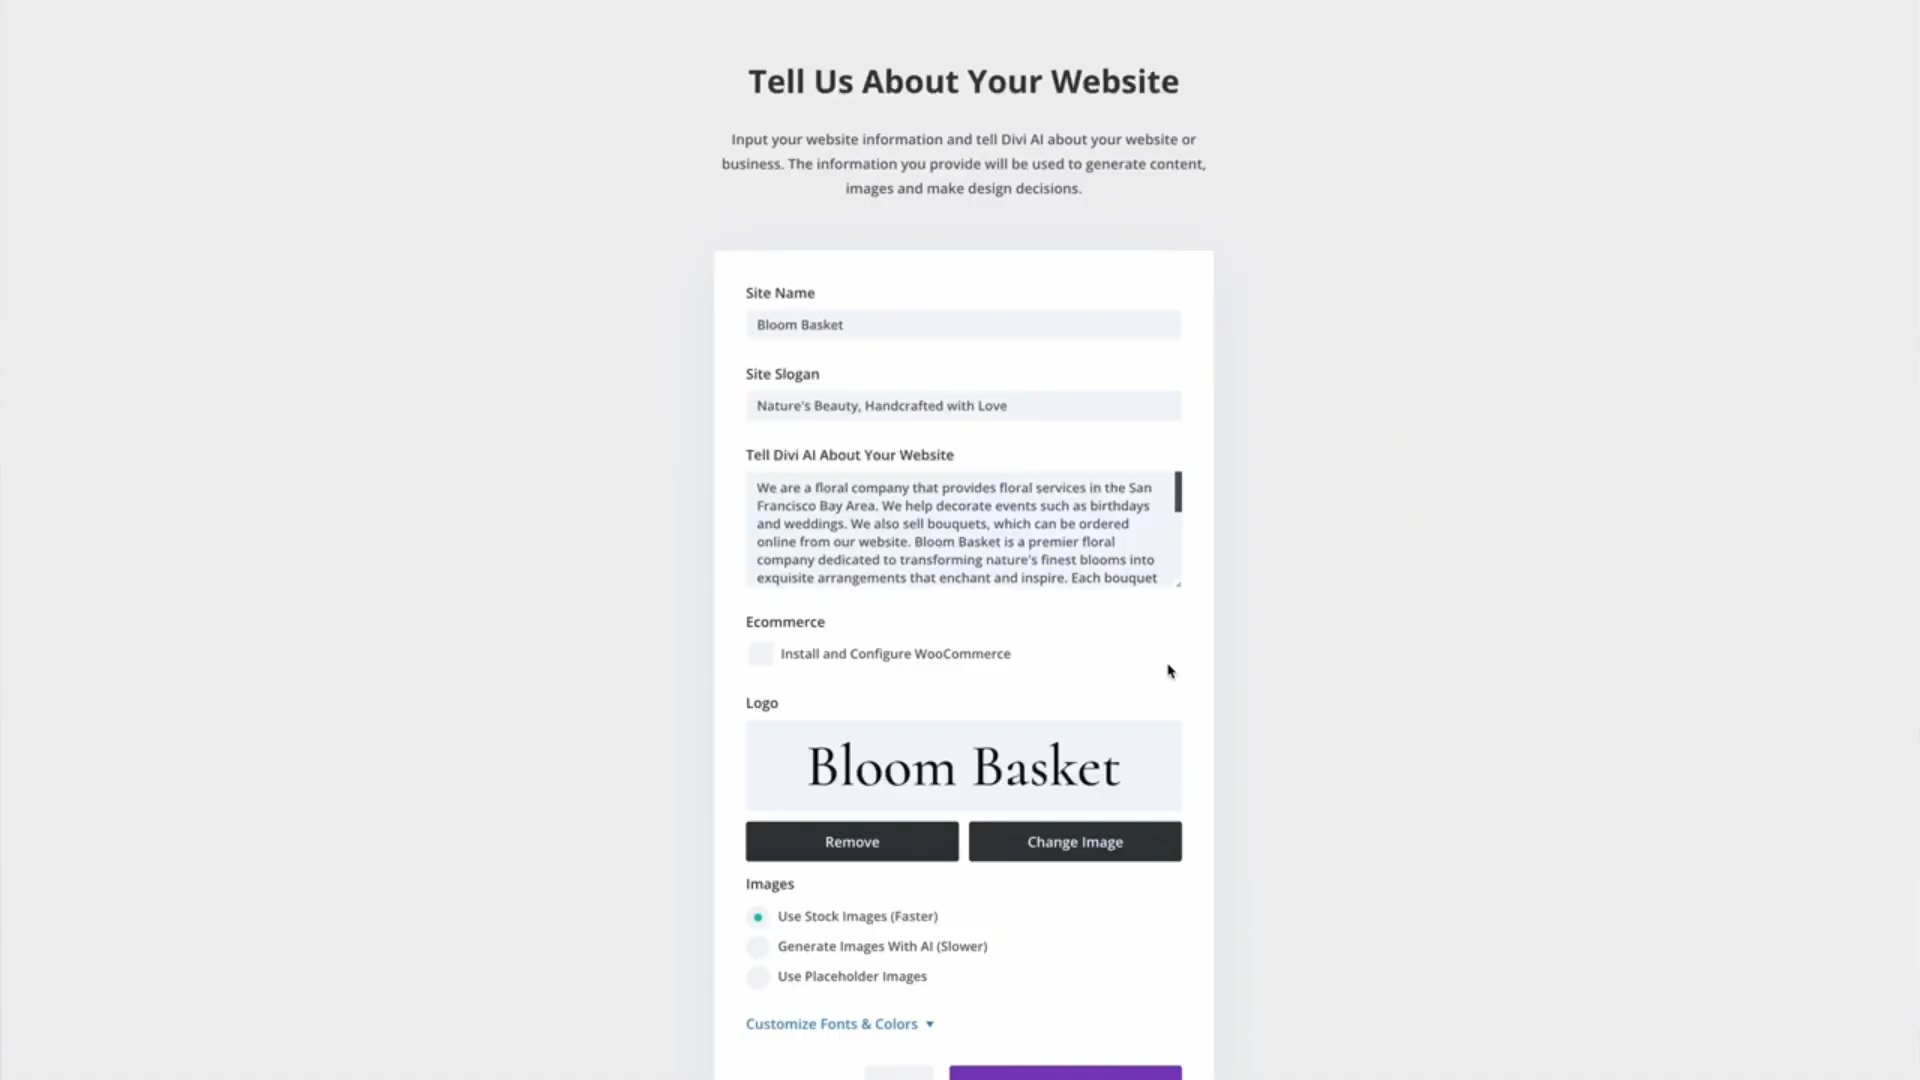 Tell Us About Your Website
Input your website information and tell Divi AI about your website or
business. The information you provide will be used to generate content,
images and make design decisions.
Site Name
Bloom Basket
Site Slogan
Nature's Beauty, Handcrafted with Love
Tell Divi AI About Your Website
We are a floral company that provides floral services in the San
Francisco Bay Area. We help decorate events such as birthdays
and weddings. We also sell bouquets, which can be ordered
online from our website. Bloom Basket is a premier floral
company dedicated to transforming nature's finest blooms into
exquisite arrangements that enchant and inspire. Each bouquet
Ecommerce
Install and Configure WooCommerce
Logo
Bloom Basket
Remove
Change Image
Images
Use Stock Images (Faster)
Generate Images With AI (Slower)
Use Placeholder Images
Customize Fonts & Colors